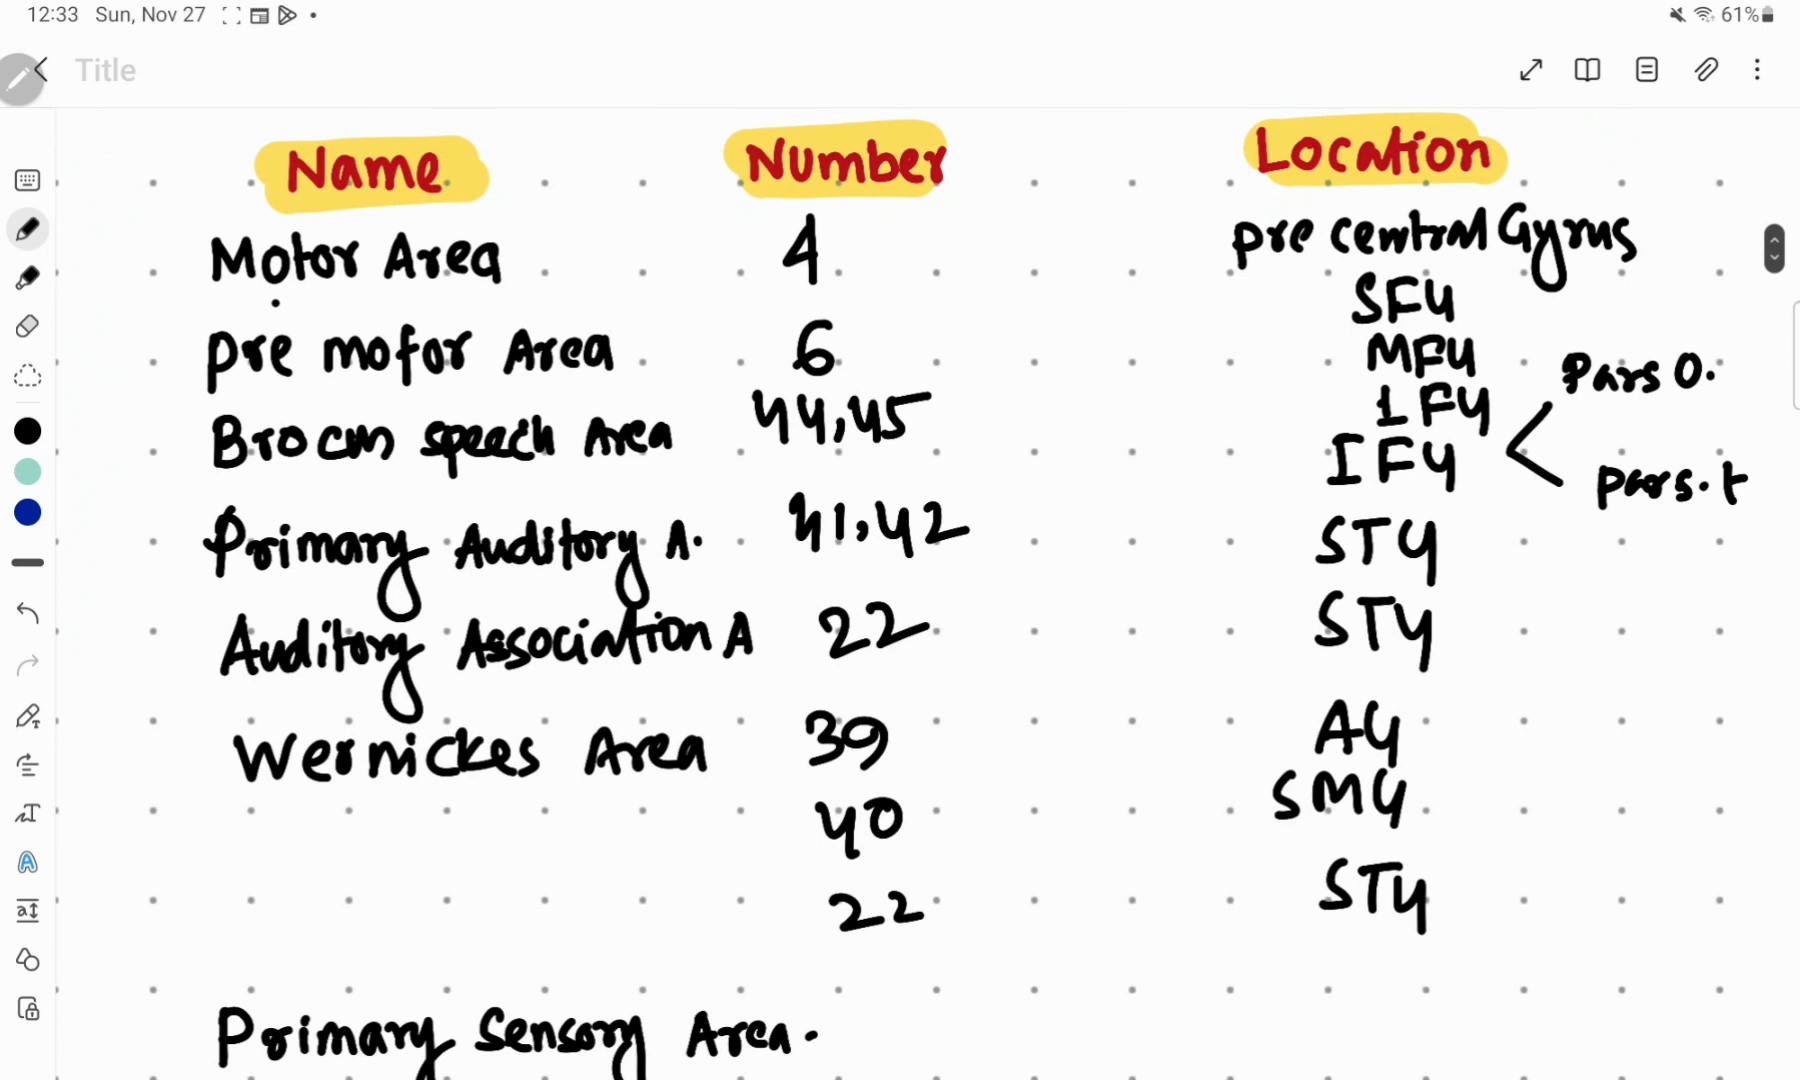 12:33 Sun, Nov 27 61%
Title
Name Number Location
Motor Area 4 pre central Gyrus
SFG
pre motor Area 6 MFG
IFG
Brocas speech Area 44,45 IFG Pars O.
pars.t
Primary Auditory A. 41,42 STG
Auditory Association A 22 STG
Wernickes Area 39 AG
40 SMG
22 STG
Primary Sensory Area.